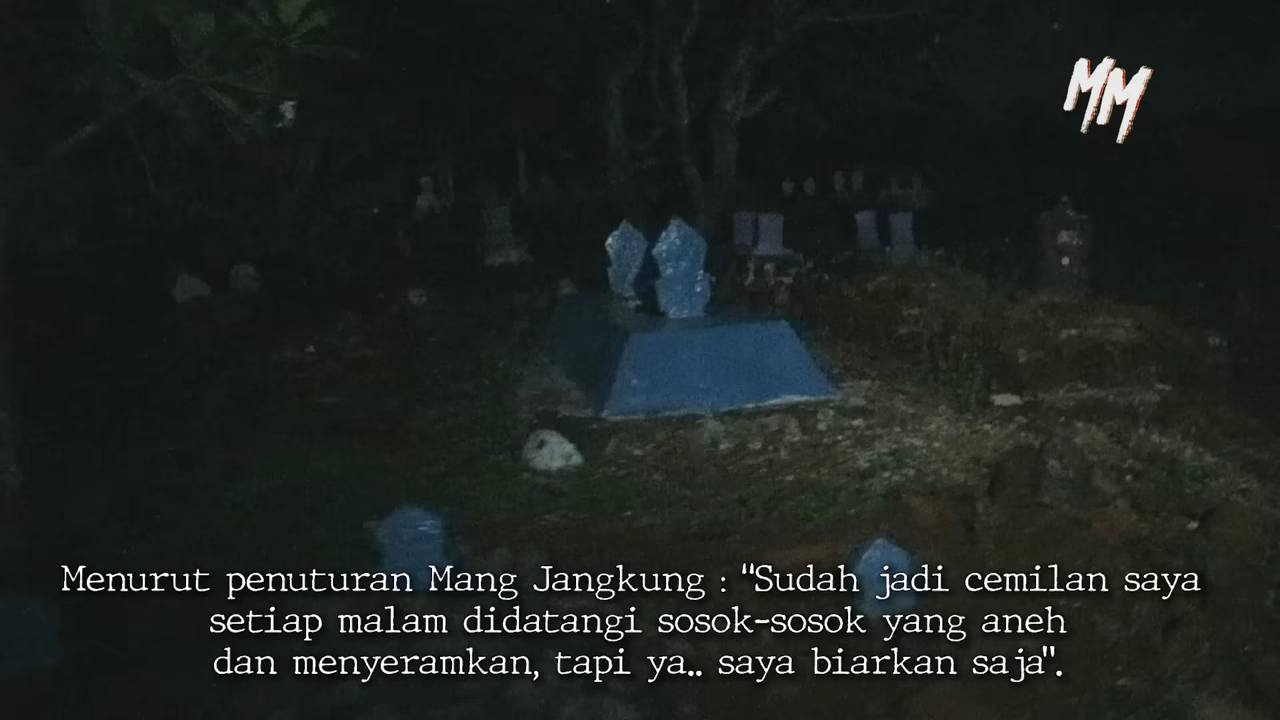 MM
Menurut penuturan Mang Jangkung : "Sudah jadi cemilan saya
setiap malam didatangi sosok-sosok yang aneh
dan menyeramkan, tapi ya.. saya biarkan saja".